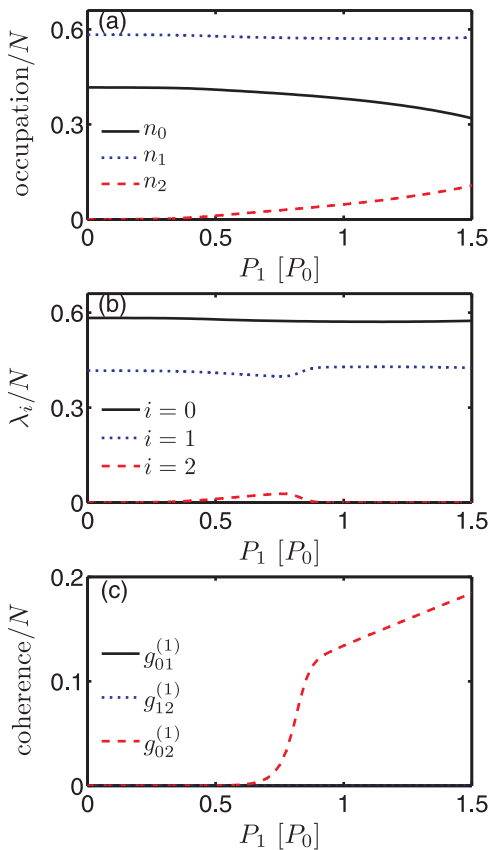 (a)
occupation/N
0.6
0.3
0
n₀
n₁
n₂
0 0.5 1 1.5
P₁ [P₀]
(b)
λᵢ/N
0.6
0.3
0
i = 0
i = 1
i = 2
0 0.5 1 1.5
P₁ [P₀]
(c)
coherence/N
0.2
0.1
0
g₀₁⁽¹⁾
g₁₂⁽¹⁾
g₀₂⁽¹⁾
0 0.5 1 1.5
P₁ [P₀]